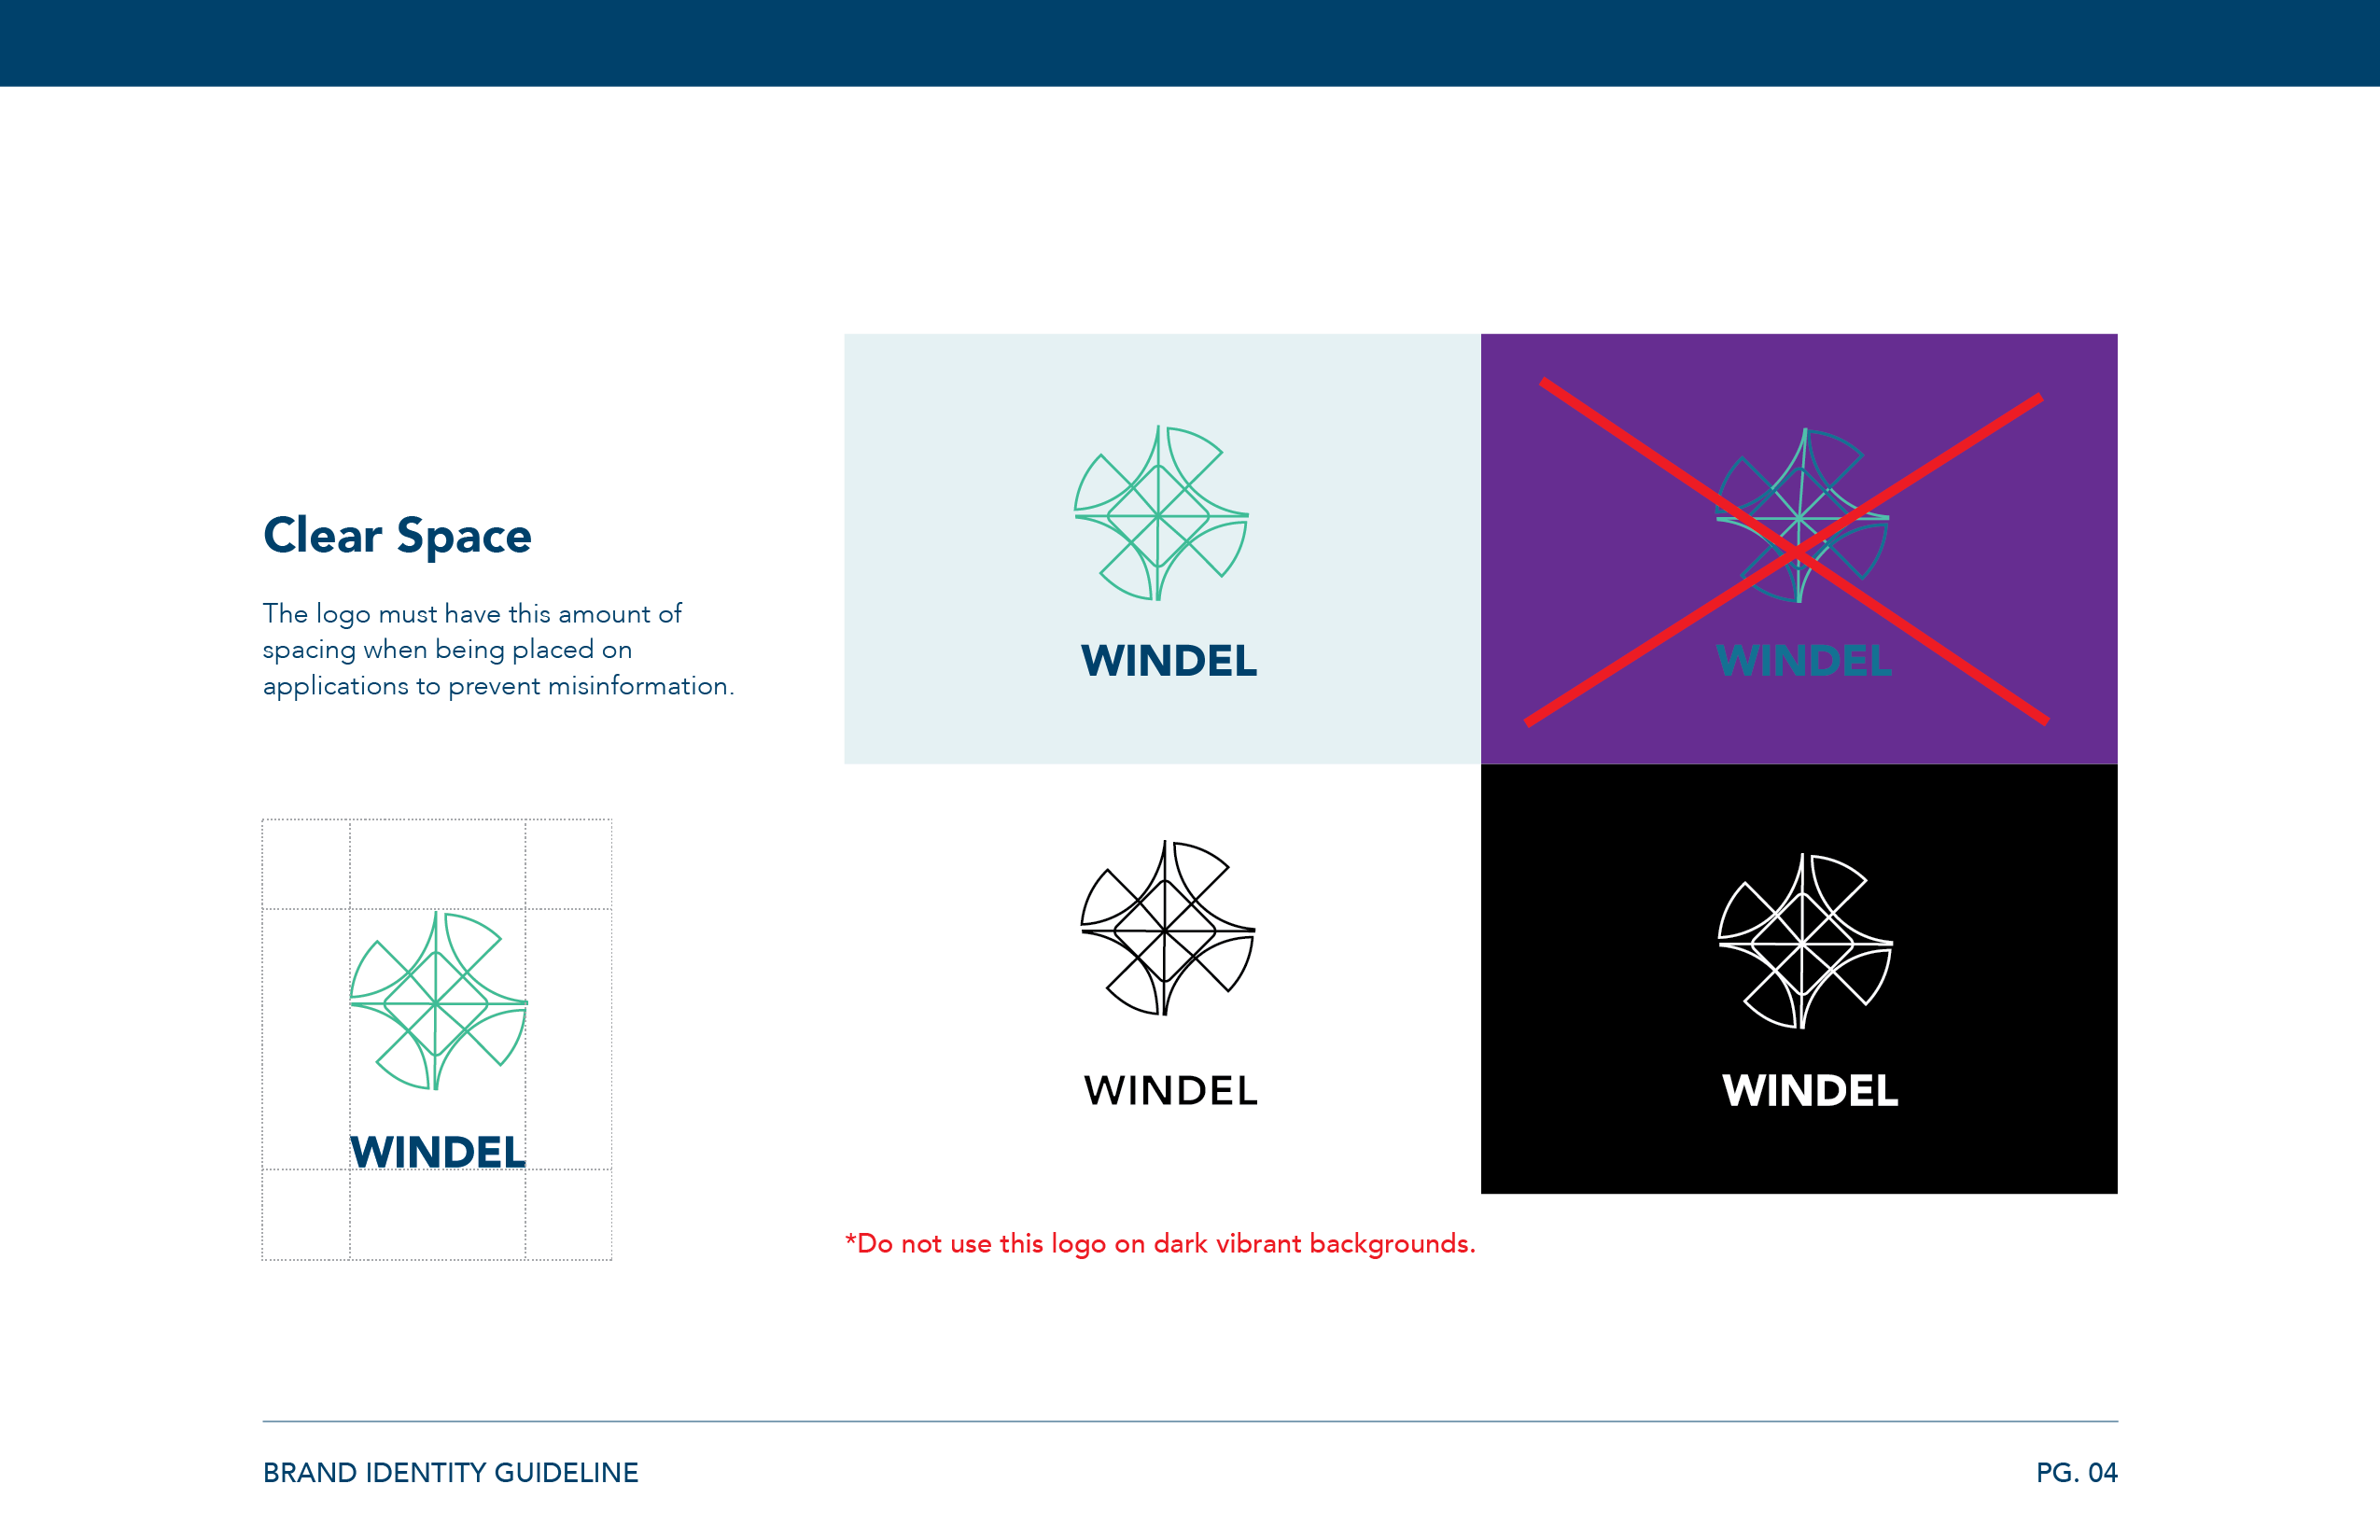 Clear Space
The logo must have this amount of
spacing when being placed on
applications to prevent misinformation.
WINDEL
WINDEL
WINDEL
WINDEL
WINDEL
*Do not use this logo on dark vibrant backgrounds.
BRAND IDENTITY GUIDELINE
PG. 04